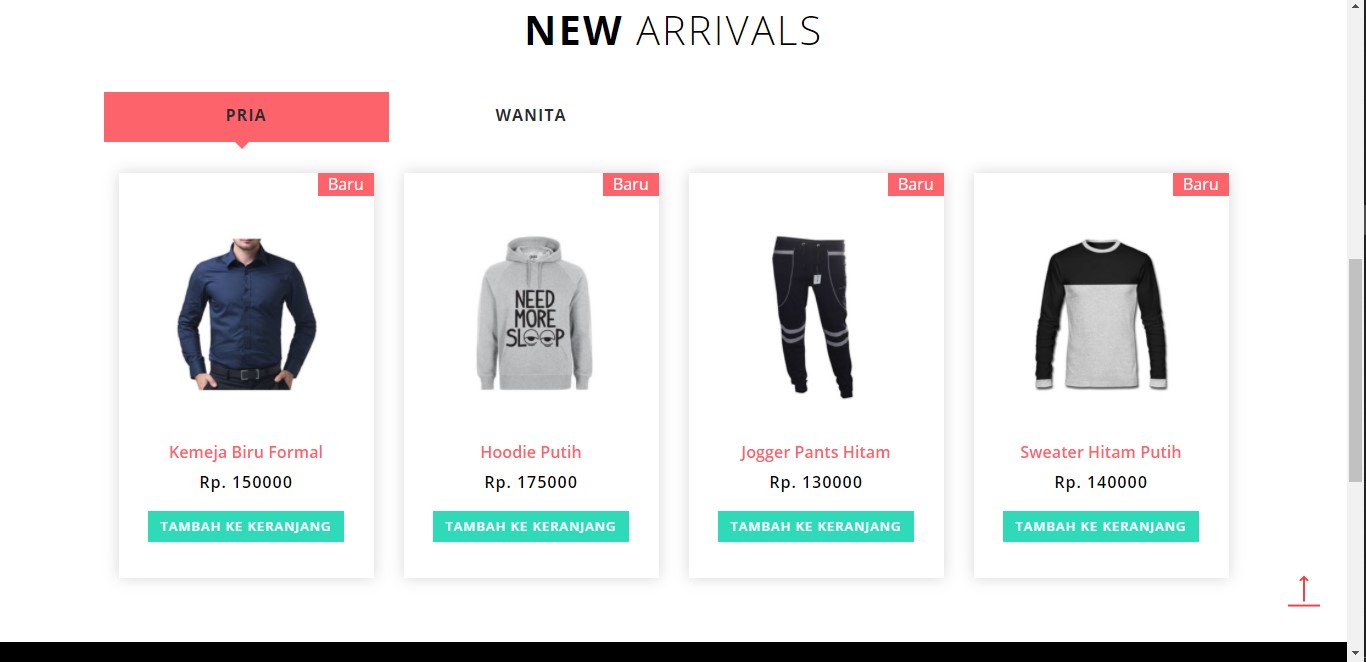 NEW ARRIVALS
PRIA
WANITA
Baru
Baru
Baru
Baru
NEED
MORE
SLOOP
Kemeja Biru Formal
Hoodie Putih
Jogger Pants Hitam
Sweater Hitam Putih
Rp. 150000
Rp. 175000
Rp. 130000
Rp. 140000
TAMBAH KE KERANJANG
TAMBAH KE KERANJANG
TAMBAH KE KERANJANG
TAMBAH KE KERANJANG